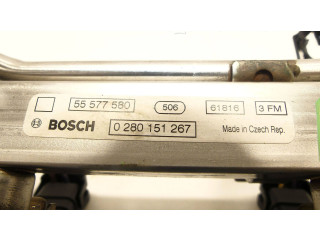 55 577 580 506 61816 3 FM
BOSCH 0 280 151 267 Made in Czech Rep.